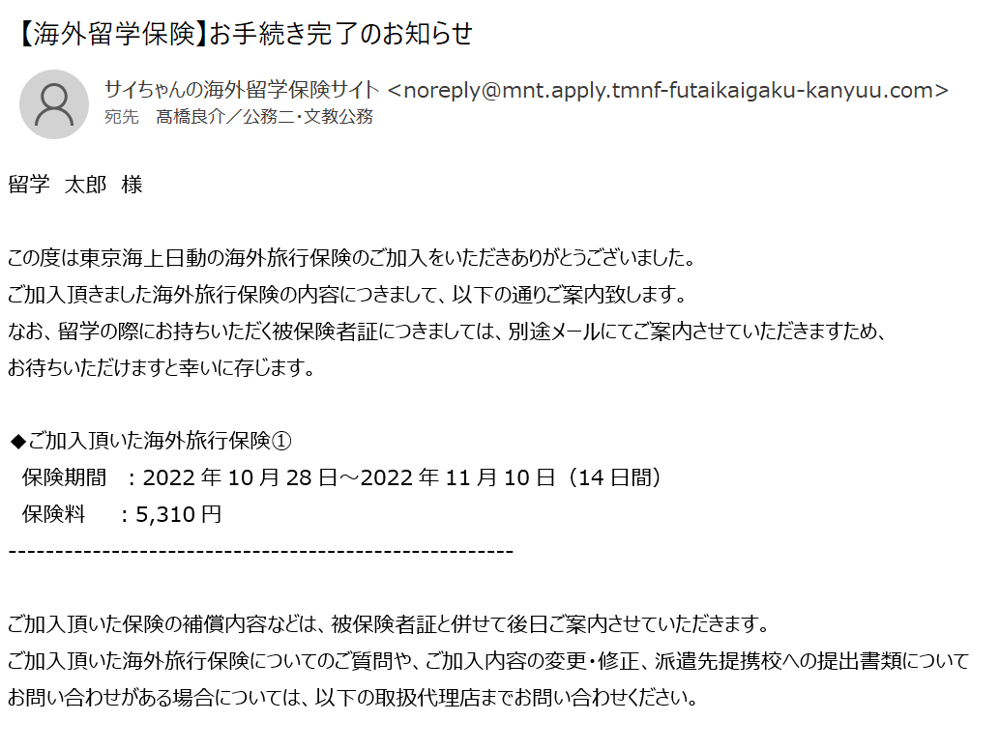 【海外留学保険】お手続き完了のお知らせ
サイちゃんの海外留学保険サイト <noreply@mnt.apply.tmnf-futaikaigaku-kanyuu.com>
宛先　髙橋良介／公務二・文教公務
留学　太郎　様
この度は東京海上日動の海外旅行保険のご加入をいただきありがとうございました。
ご加入頂きました海外旅行保険の内容につきまして、以下の通りご案内致します。
なお、留学の際にお持ちいただく被保険者証につきましては、別途メールにてご案内させていただきますため、
お待ちいただけますと幸いに存じます。
◆ご加入頂いた海外旅行保険①
保険期間　：2022 年 10 月 28 日～2022 年 11 月 10 日（14 日間）
保険料　　：5,310 円
------------------------------------------------------
ご加入頂いた保険の補償内容などは、被保険者証と併せて後日ご案内させていただきます。
ご加入頂いた海外旅行保険についてのご質問や、ご加入内容の変更・修正、派遣先提携校への提出書類について
お問い合わせがある場合については、以下の取扱代理店までお問い合わせください。